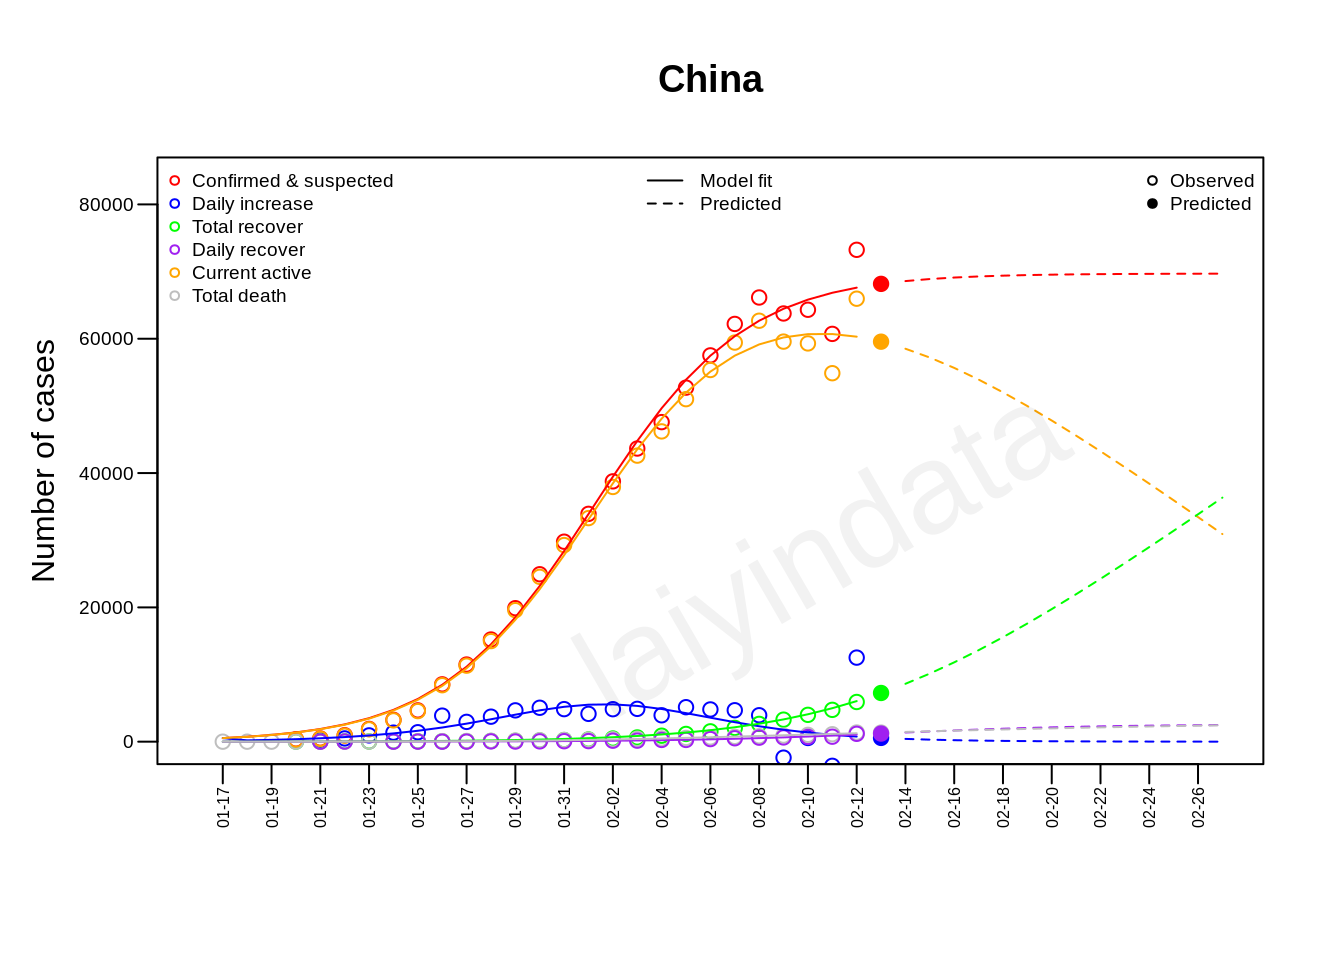 China
Confirmed & suspected
Daily increase
Total recover
Daily recover
Current active
Total death
Model fit
Predicted
Observed
Predicted
Number of cases
80000
60000
40000
20000
0
laiyindata
01-17
01-19
01-21
01-23
01-25
01-27
01-29
01-31
02-02
02-04
02-06
02-08
02-10
02-12
02-14
02-16
02-18
02-20
02-22
02-24
02-26